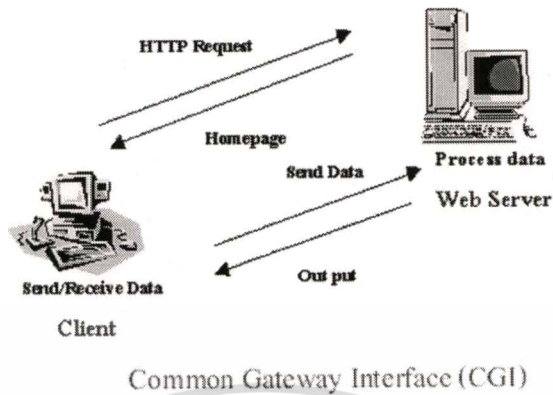 HTTP Request
Homepage
Send Data
Process data
Web Server
Out put
Send/Receive Data
Client
Common Gateway Interface (CGI)